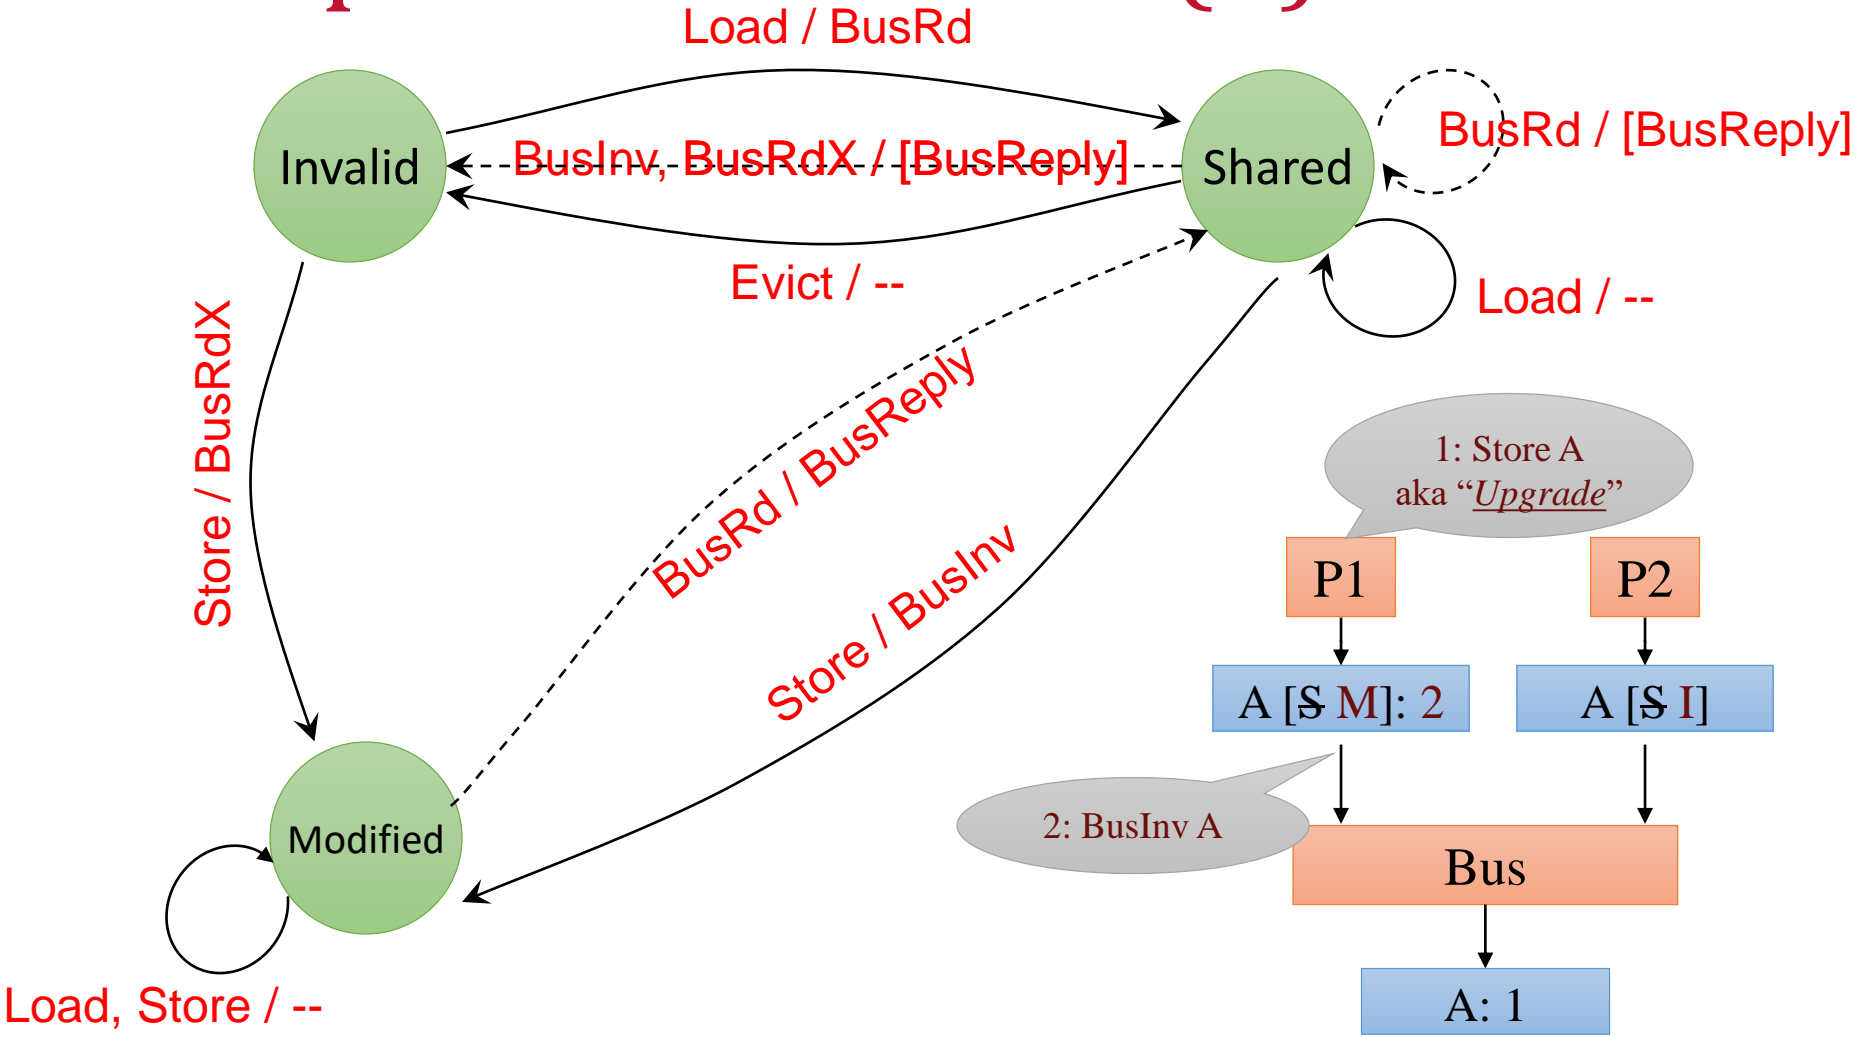 Load / BusRd
Invalid
BusInv, BusRdX / [BusReply]
Shared
BusRd / [BusReply]
Evict / --
Load / --
Store / BusRdX
BusRd / BusReply
Store / BusInv
1: Store A
aka “Upgrade”
P1
P2
A [S M]: 2
A [S I]
Modified
2: BusInv A
Bus
Load, Store / --
A: 1